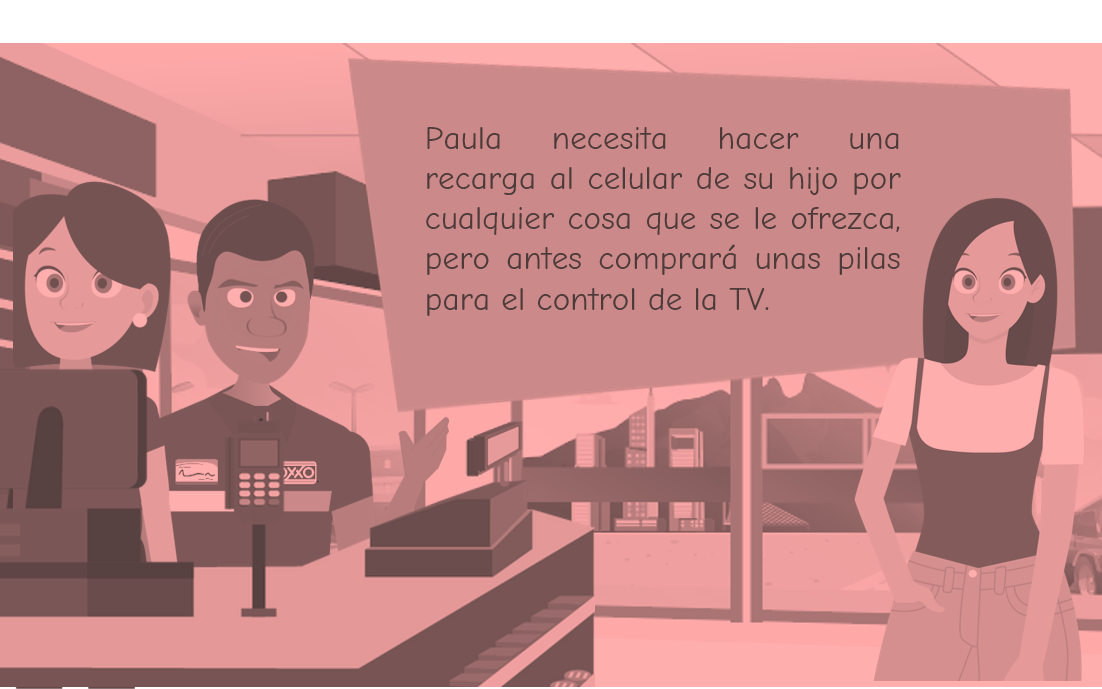 Paula necesita hacer una
recarga al celular de su hijo por
cualquier cosa que se le ofrezca,
pero antes comprará unas pilas
para el control de la TV.
OXXO